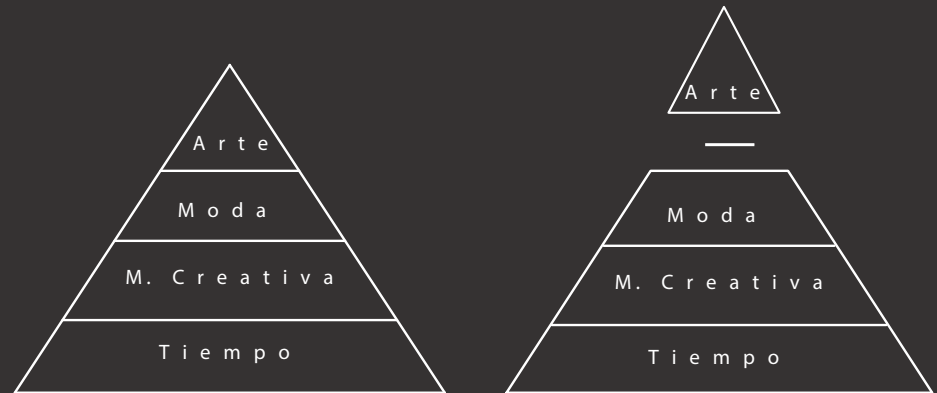 Arte
Moda
M. Creativa
Tiempo
Arte
Moda
M. Creativa
Tiempo